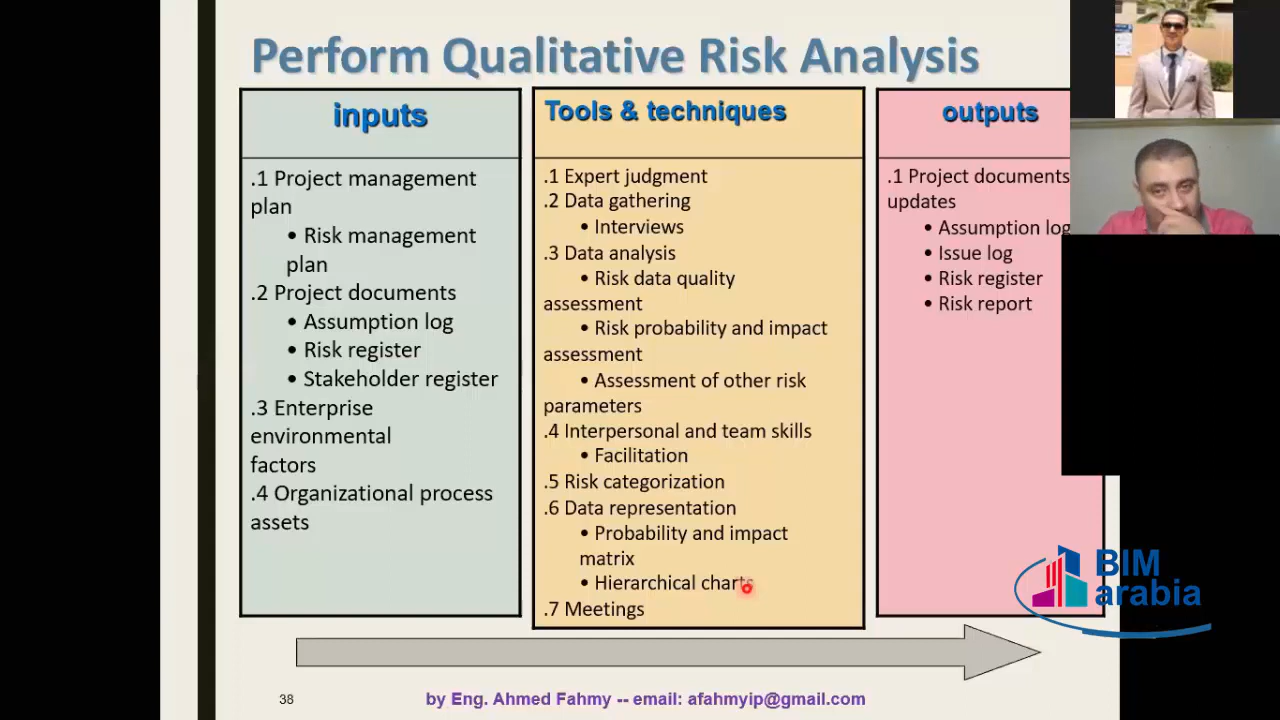 Perform Qualitative Risk Analysis
inputs
.1 Project management
plan
• Risk management
plan
.2 Project documents
• Assumption log
• Risk register
• Stakeholder register
.3 Enterprise
environmental
factors
.4 Organizational process
assets
Tools & techniques
.1 Expert judgment
.2 Data gathering
• Interviews
.3 Data analysis
• Risk data quality
assessment
• Risk probability and impact
assessment
• Assessment of other risk
parameters
.4 Interpersonal and team skills
• Facilitation
.5 Risk categorization
.6 Data representation
• Probability and impact
matrix
• Hierarchical charts
.7 Meetings
outputs
.1 Project documents
updates
• Assumption log
• Issue log
• Risk register
• Risk report
BIM
arabia
38
by Eng. Ahmed Fahmy -- email: afahmyip@gmail.com